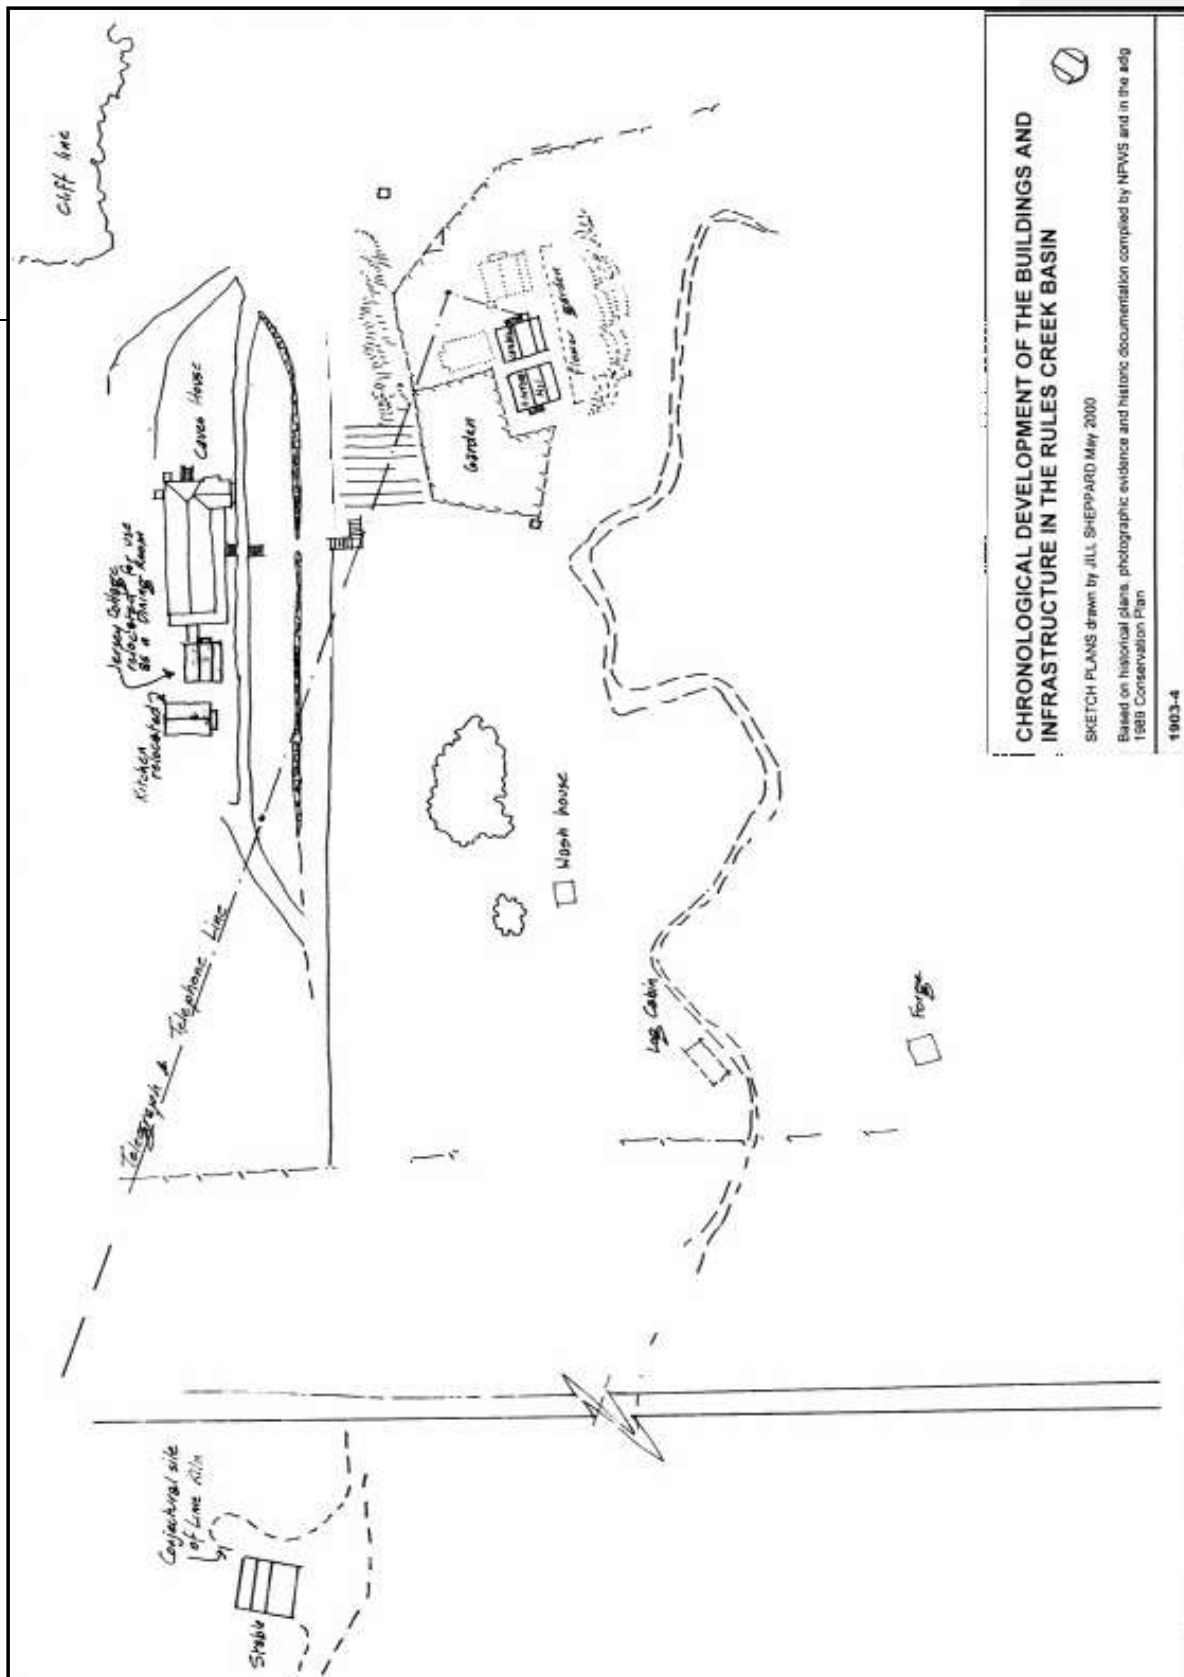 Cliff line
Caves House
Jersey Cottage
relocated for use
as a Dining Room
Kitchen
relocated
Telegraph & Telephone Line
Garden
flower garden
Wash house
Log Cabin
Forge
Conjectural site
of Lime Kiln
Stable
CHRONOLOGICAL DEVELOPMENT OF THE BUILDINGS AND
INFRASTRUCTURE IN THE RULES CREEK BASIN
SKETCH PLANS drawn by JILL SHEPPARD May 2000
Based on historical plans, photographic evidence and historic documentation compiled by NPWS and in the adg
1989 Conservation Plan
1903-4